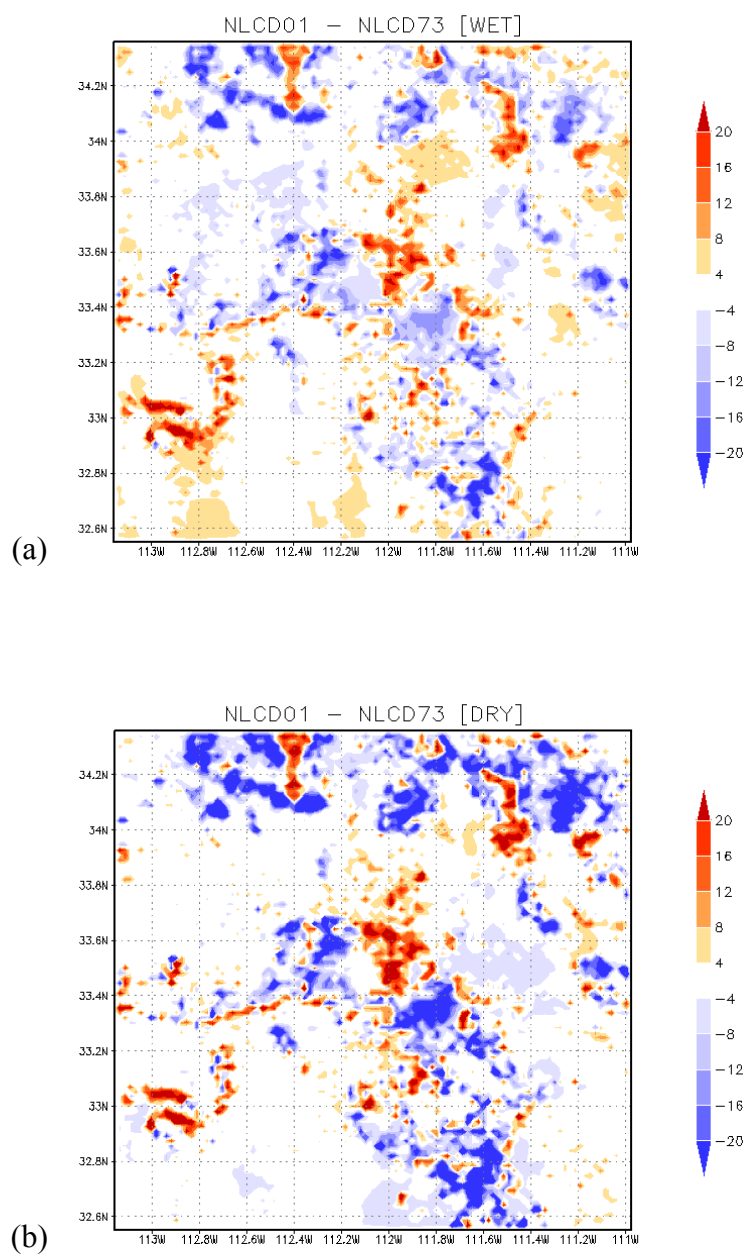 NLCD01 – NLCD73 [WET]
34.2N
34N
33.8N
33.6N
33.4N
33.2N
33N
32.8N
32.6N
113W 112.8W 112.6W 112.4W 112.2W 112W 111.8W 111.6W 111.4W 111.2W 111W
20
16
12
8
4
−4
−8
−12
−16
−20
(a)
NLCD01 – NLCD73 [DRY]
34.2N
34N
33.8N
33.6N
33.4N
33.2N
33N
32.8N
32.6N
113W 112.8W 112.6W 112.4W 112.2W 112W 111.8W 111.6W 111.4W 111.2W 111W
20
16
12
8
4
−4
−8
−12
−16
−20
(b)